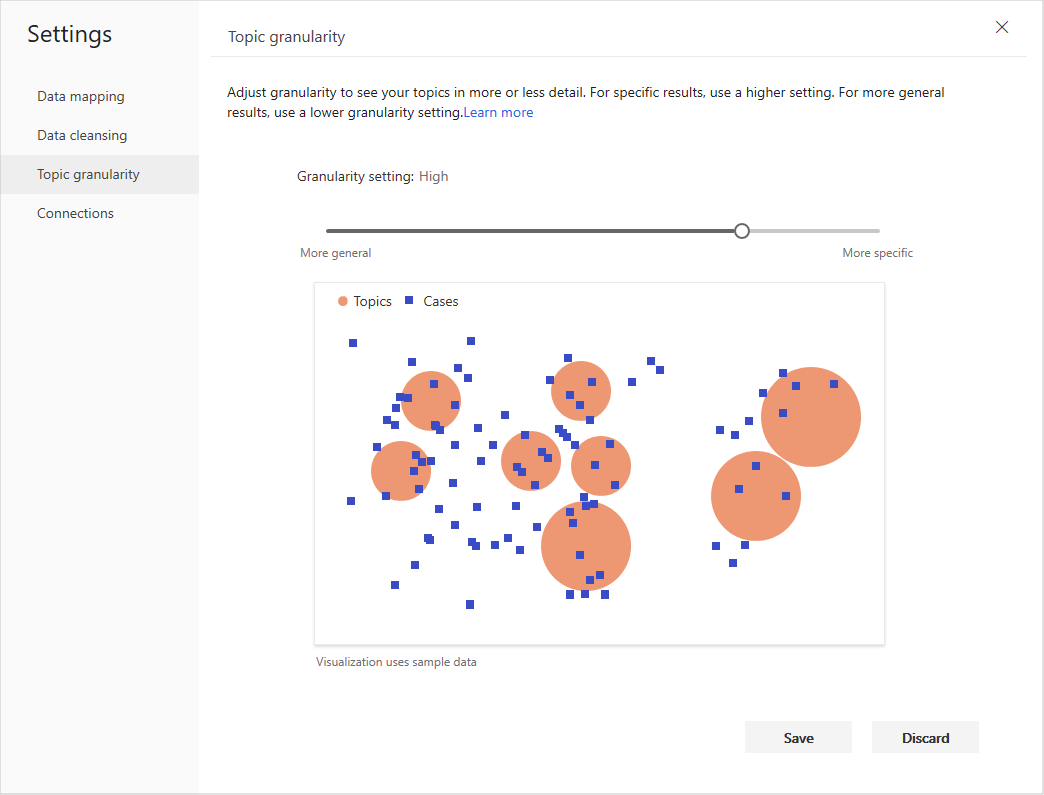 Settings
Data mapping
Data cleansing
Topic granularity
Connections
Topic granularity
Adjust granularity to see your topics in more or less detail. For specific results, use a higher setting. For more general
results, use a lower granularity setting.Learn more
Granularity setting: High
More general
More specific
Topics Cases
Visualization uses sample data
Save
Discard